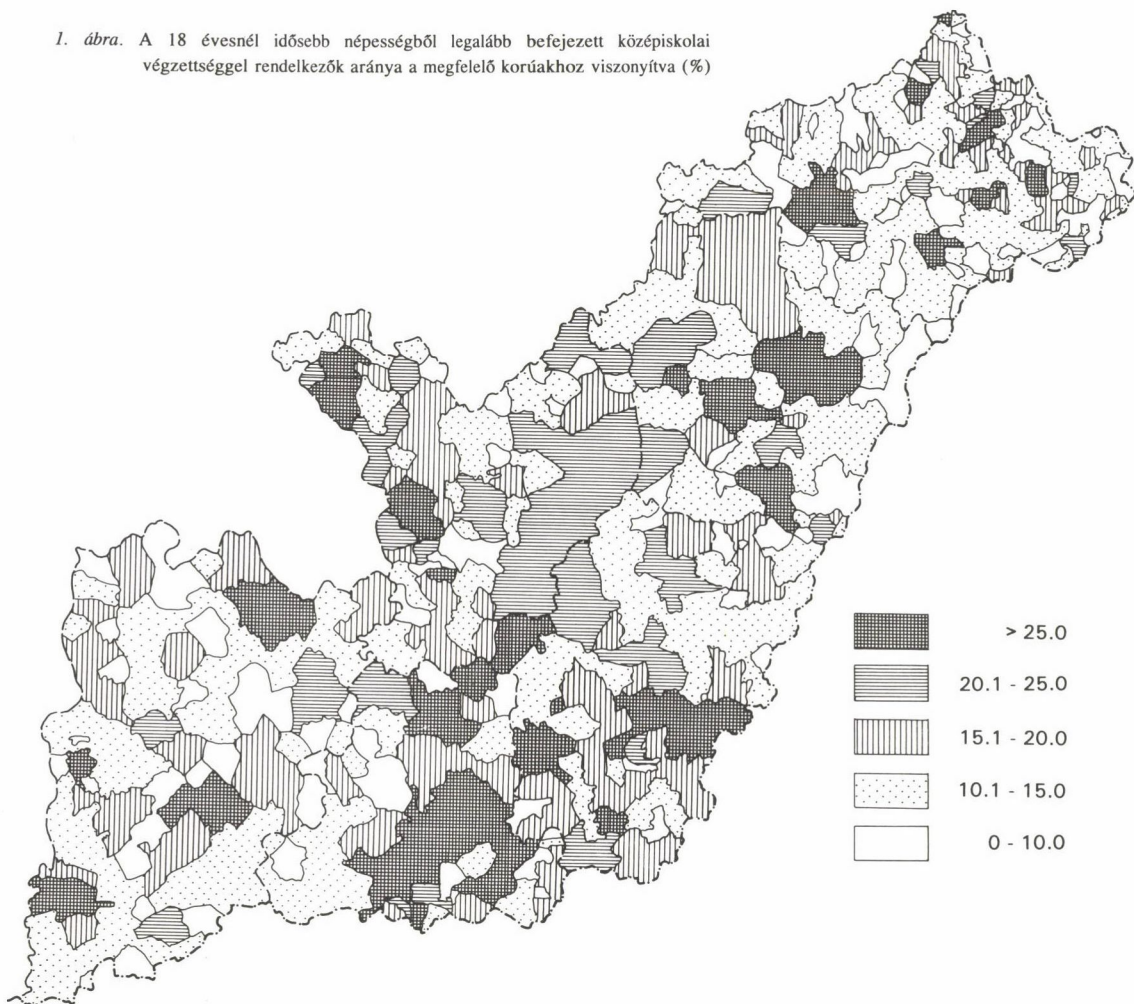 1. ábra. A 18 évesnél idősebb népességből legalább befejezett középiskolai
végzettséggel rendelkezők aránya a megfelelő korúakhoz viszonyítva (%)
> 25.0
20.1 - 25.0
15.1 - 20.0
10.1 - 15.0
0 - 10.0